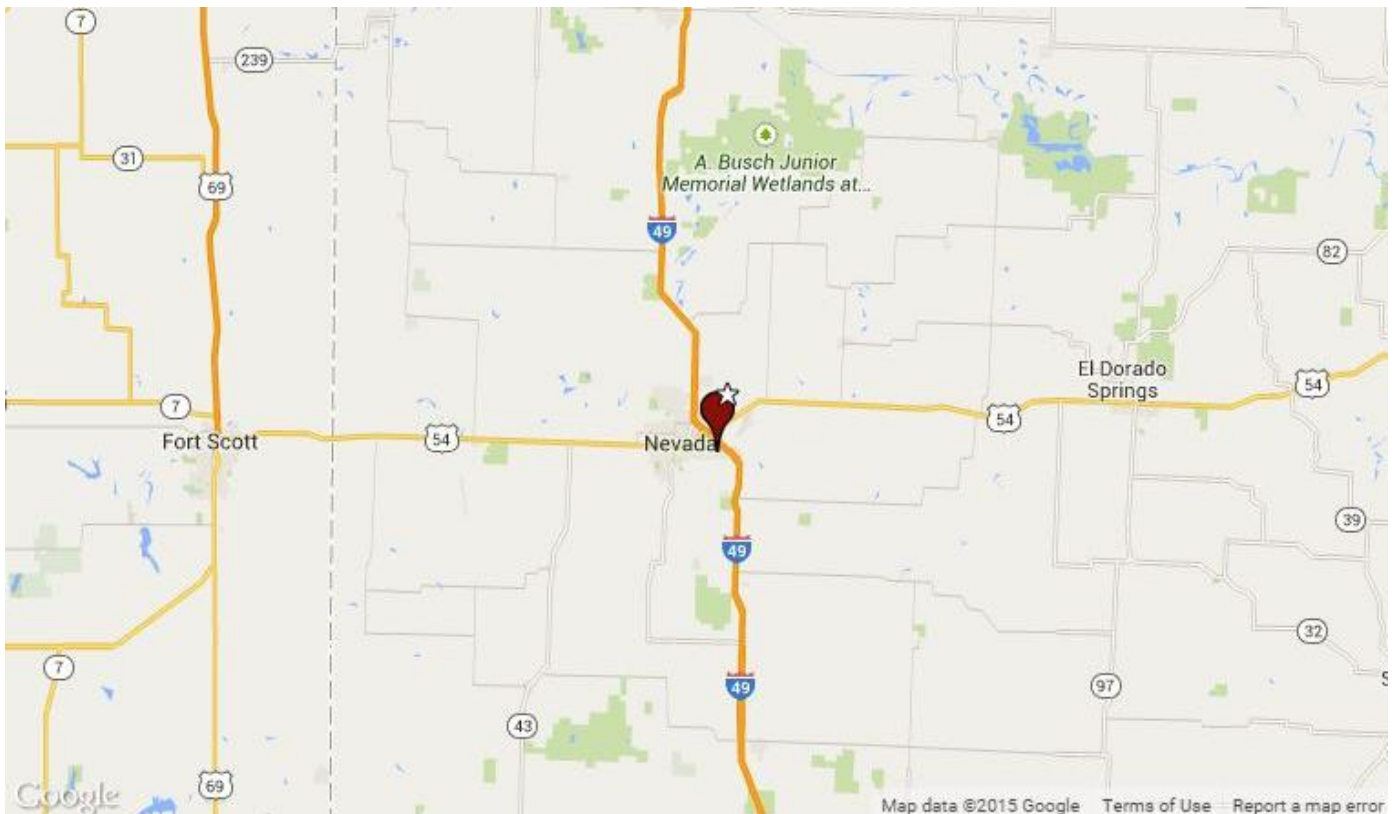 7
239
31
69
A. Busch Junior
Memorial Wetlands at...
49
82
El Dorado
Springs
54
7
54
Fort Scott
54
Nevada
39
49
32
7
97
49
S
43
69
Google
Map data ©2015 Google Terms of Use Report a map error